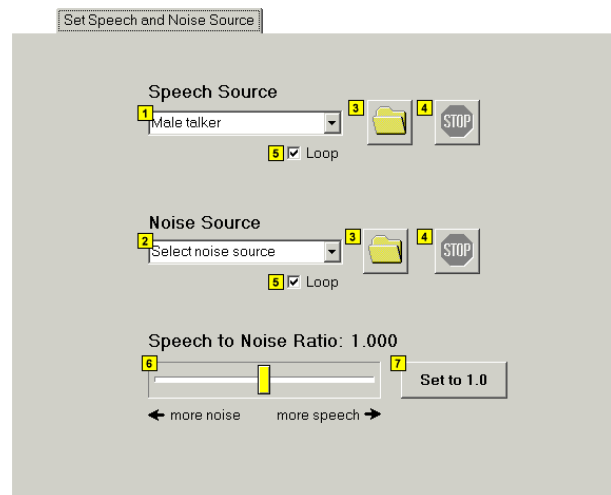 Set Speech and Noise Source
Speech Source
1 Male talker 3 4 STOP
5 Loop
Noise Source
2 Select noise source 3 4 STOP
5 Loop
Speech to Noise Ratio: 1.000
6 7 Set to 1.0
more noise more speech